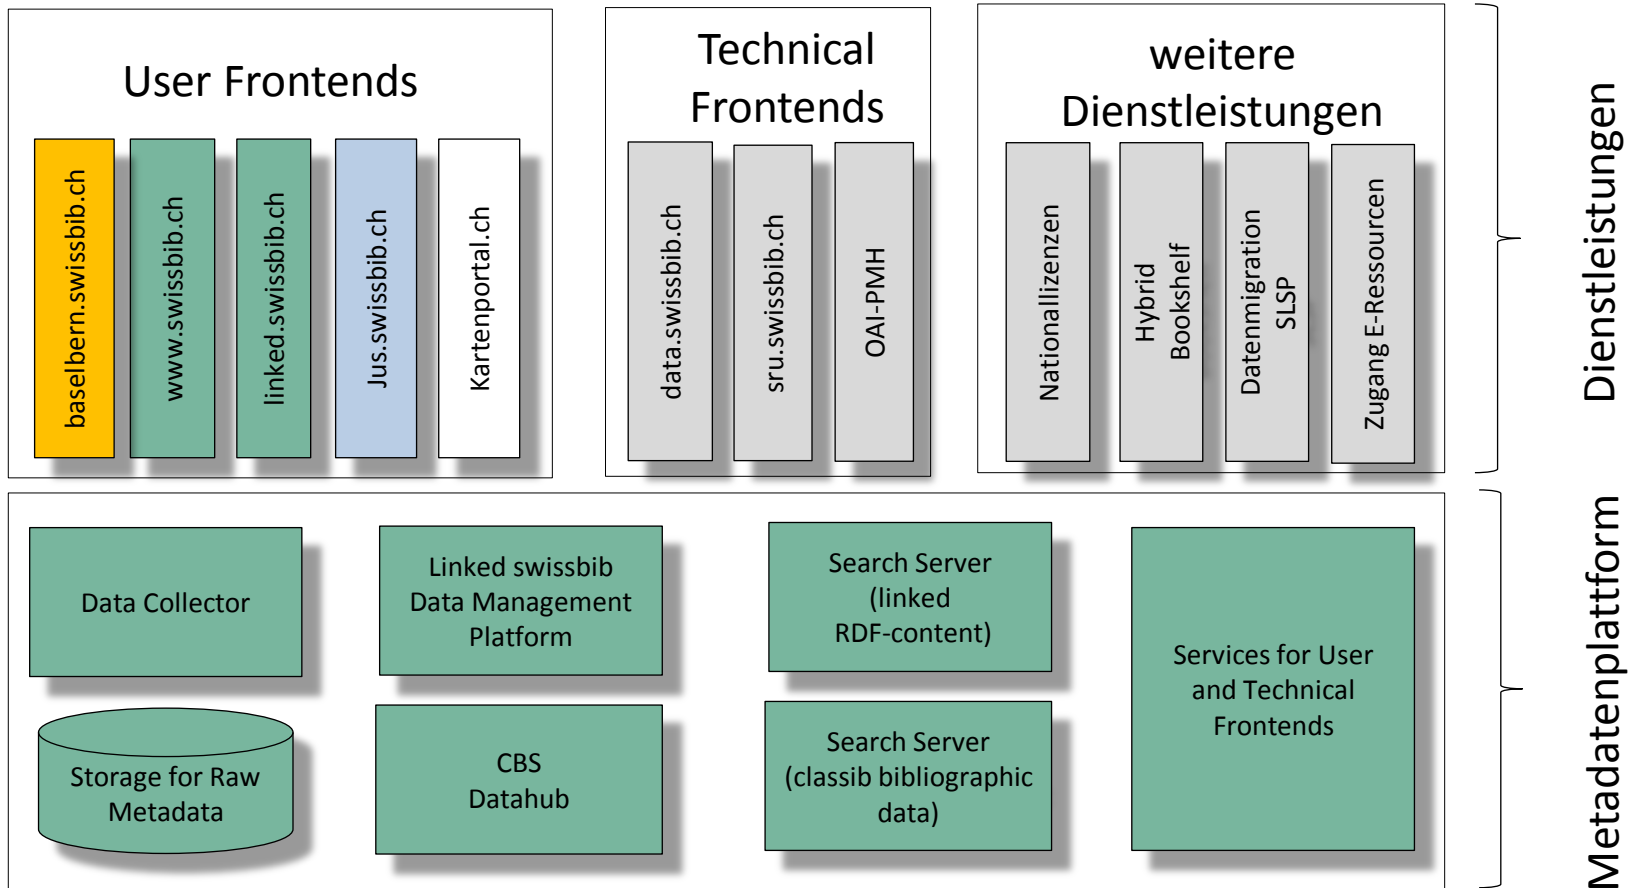 User Frontends
baselbern.swissbib.ch
www.swissbib.ch
linked.swissbib.ch
Jus.swissbib.ch
Kartenportal.ch
Technical
Frontends
data.swissbib.ch
sru.swissbib.ch
OAI-PMH
weitere
Dienstleistungen
Nationallizenzen
Hybrid
Bookshelf
Datenmigration
SLSP
Zugang E-Ressourcen
Dienstleistungen
Data Collector
Storage for Raw
Metadata
Linked swissbib
Data Management
Platform
CBS
Datahub
Search Server
(linked
RDF-content)
Search Server
(classib bibliographic
data)
Services for User
and Technical
Frontends
Metadatenplattform